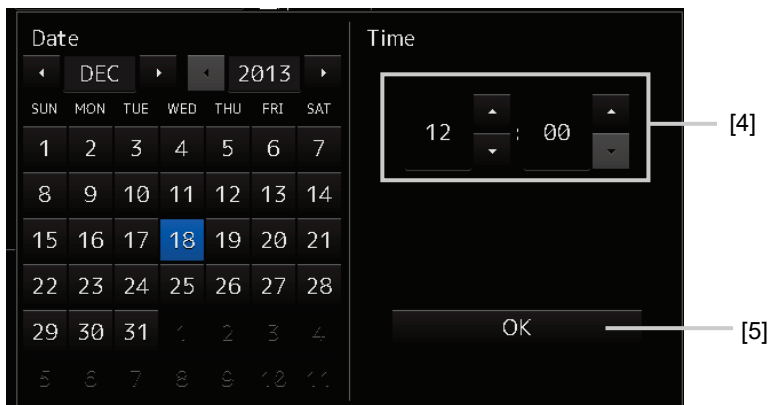 Date
DEC 2013
SUN MON TUE WED THU FRI SAT
1 2 3 4 5 6 7
8 9 10 11 12 13 14
15 16 17 18 19 20 21
22 23 24 25 26 27 28
29 30 31 1 2 3 4
5 6 7 8 9 10 11
Time
12 : 00
[4]
OK
[5]